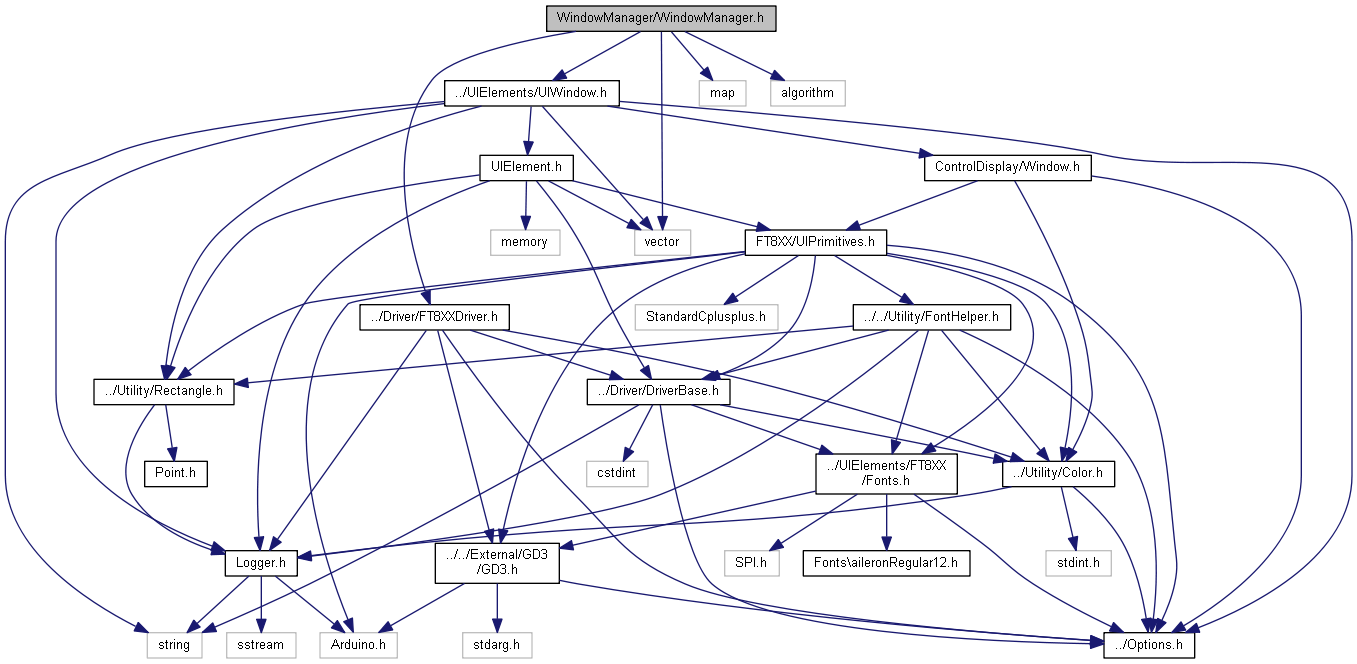 WindowManager/WindowManager.h
../UIElements/UIWindow.h
map
algorithm
UIElement.h
ControlDisplay/Window.h
memory
vector
FT8XX/UIPrimitives.h
../Driver/FT8XXDriver.h
StandardCplusplus.h
../../Utility/FontHelper.h
../Utility/Rectangle.h
../Driver/DriverBase.h
Point.h
cstdint
../UIElements/FT8XX
/Fonts.h
../Utility/Color.h
Logger.h
../../External/GD3
/GD3.h
SPI.h
Fonts\aileronRegular12.h
stdint.h
string
sstream
Arduino.h
stdarg.h
../Options.h